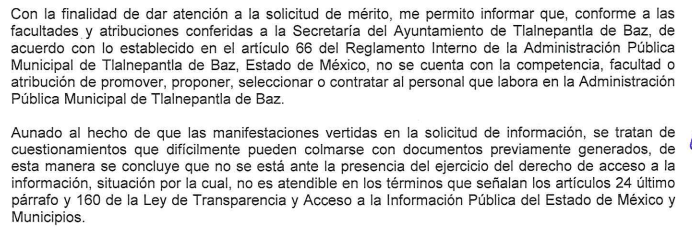 Con la finalidad de dar atención a la solicitud de mérito, me permito informar que, conforme a las
facultades y atribuciones conferidas a la Secretaría del Ayuntamiento de Tlalnepantla de Baz, de
acuerdo con lo establecido en el artículo 66 del Reglamento Interno de la Administración Pública
Municipal de Tlalnepantla de Baz, Estado de México, no se cuenta con la competencia, facultad o
atribución de promover, proponer, seleccionar o contratar al personal que labora en la Administración
Pública Municipal de Tlalnepantla de Baz.
Aunado al hecho de que las manifestaciones vertidas en la solicitud de información, se tratan de
cuestionamientos que difícilmente pueden colmarse con documentos previamente generados, de
esta manera se concluye que no se está ante la presencia del ejercicio del derecho de acceso a la
información, situación por la cual, no es atendible en los términos que señalan los artículos 24 último
párrafo y 160 de la Ley de Transparencia y Acceso a la Información Pública del Estado de México y
Municipios.